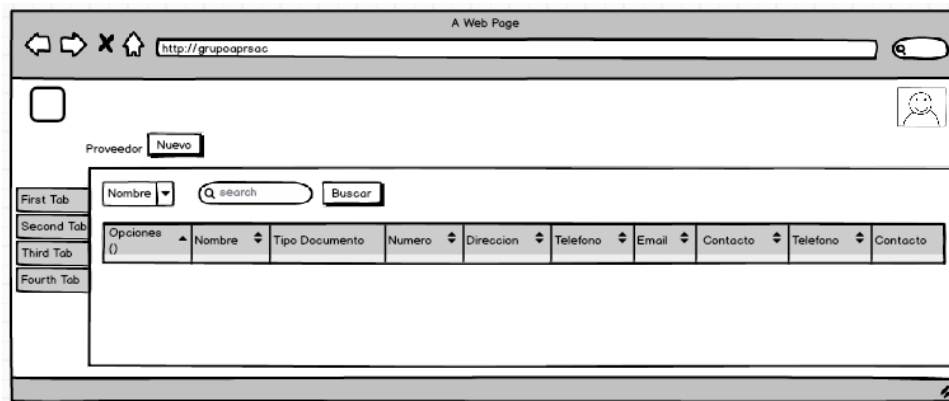 A Web Page
http://grupoaprsac
Proveedor Nuevo
Nombre search Buscar
First Tab
Second Tab
Third Tab
Fourth Tab
Opciones () Nombre Tipo Documento Numero Direccion Telefono Email Contacto Telefono Contacto